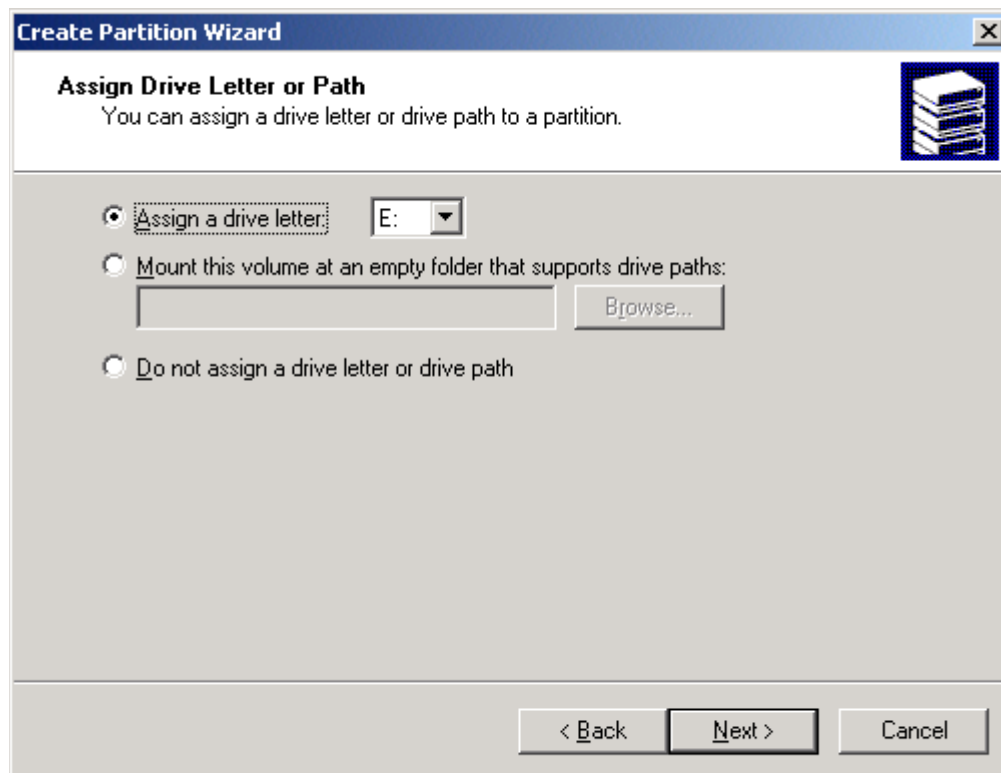 Create Partition Wizard
Assign Drive Letter or Path
You can assign a drive letter or drive path to a partition.
Assign a drive letter: E:
Mount this volume at an empty folder that supports drive paths:
Browse...
Do not assign a drive letter or drive path
< Back Next > Cancel